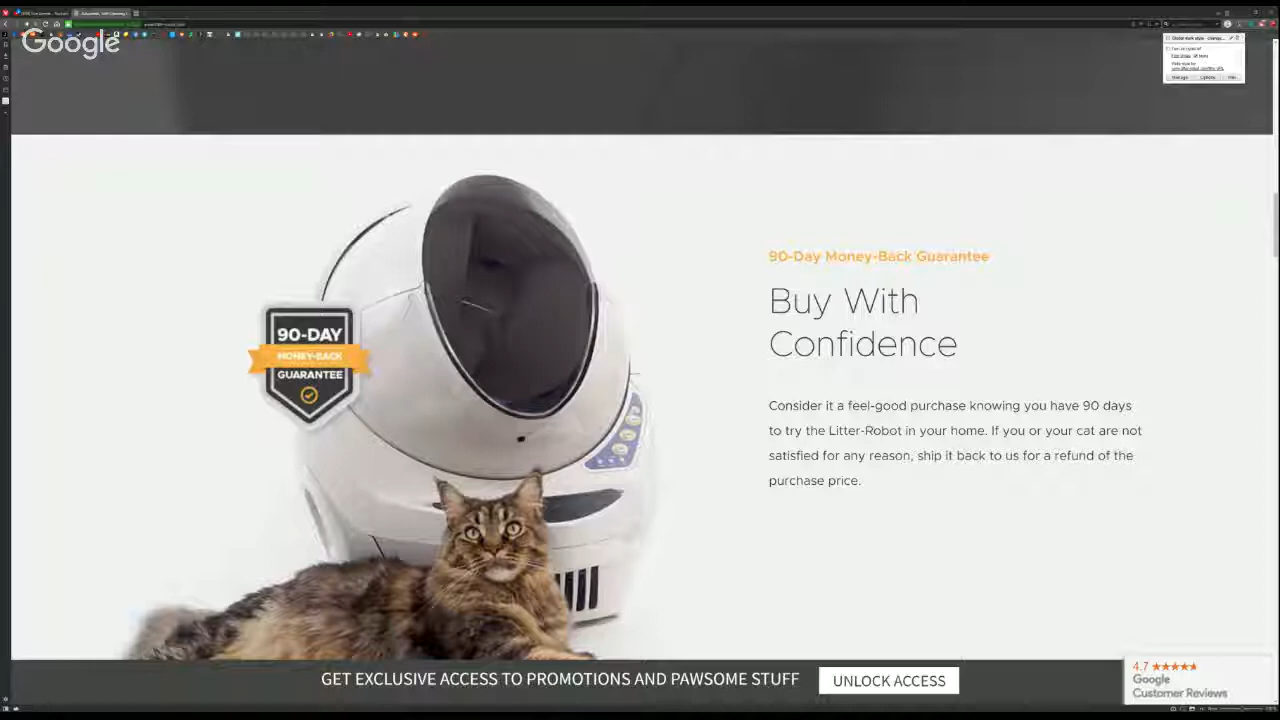 Google
90-Day Money-Back Guarantee
Buy With
Confidence
90-DAY
MONEY-BACK
GUARANTEE
Consider it a feel-good purchase knowing you have 90 days
to try the Litter-Robot in your home. If you or your cat are not
satisfied for any reason, ship it back to us for a refund of the
purchase price.
GET EXCLUSIVE ACCESS TO PROMOTIONS AND PAWSOME STUFF
UNLOCK ACCESS
4.7
Google
Customer Reviews